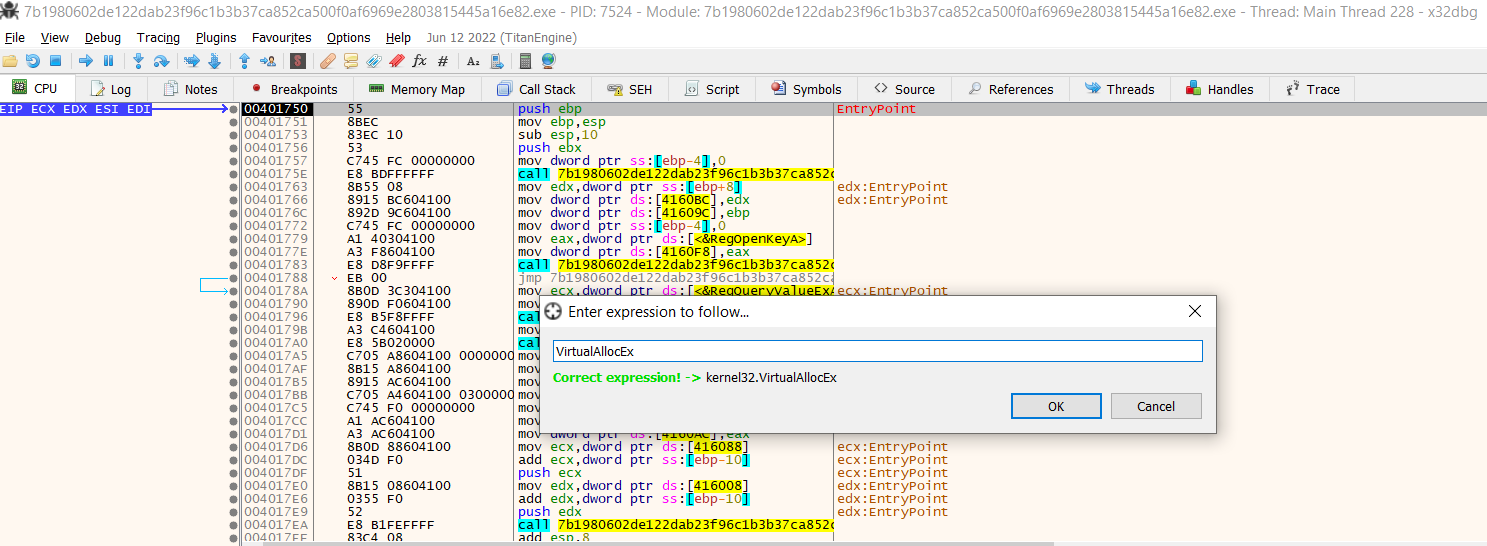 7b1980602de122dab23f96c1b3b37ca852ca500f0af6969e2803815445a16e82.exe - PID: 7524 - Module: 7b1980602de122dab23f96c1b3b37ca852ca500f0af6969e2803815445a16e82.exe - Thread: Main Thread 228 - x32dbg
File View Debug Tracing Plugins Favourites Options Help Jun 12 2022 (TitanEngine)
CPU Log Notes Breakpoints Memory Map Call Stack SEH Script Symbols Source References Threads Handles Trace
EIP ECX EDX ESI EDI 00401750 55 push ebp EntryPoint
00401751 8BEC mov ebp,esp
00401753 83EC 10 sub esp,10
00401756 53 push ebx
00401757 C745 FC 00000000 mov dword ptr ss:[ebp-4],0
0040175E E8 BDFFFFFF call 7b1980602de122dab23f96c1b3b37ca852c
00401763 8B55 08 mov edx,dword ptr ss:[ebp+8] edx:EntryPoint
00401766 8915 BC604100 mov dword ptr ds:[4160BC],edx edx:EntryPoint
0040176C 892D 9C604100 mov dword ptr ds:[41609C],ebp
00401772 C745 FC 00000000 mov dword ptr ss:[ebp-4],0
00401779 A1 40304100 mov eax,dword ptr ds:[<&RegOpenKeyA>]
0040177E A3 F8604100 mov dword ptr ds:[4160F8],eax
00401783 E8 D8F9FFFF call 7b1980602de122dab23f96c1b3b37ca852c
00401788 EB 00 jmp 7b1980602de122dab23f96c1b3b37ca852ca
0040178A 8B0D 3C304100 mov ecx,dword ptr ds:[<&RegQueryValueExA ecx:EntryPoint
00401790 890D F0604100 mov
00401796 E8 B5F8FFFF cal
0040179B A3 C4604100 mov
004017A0 E8 5B020000 cal
004017A5 C705 A8604100 0000000 mov
004017AF 8B15 A8604100 mov
004017B5 8915 AC604100 mov
004017BB C705 A4604100 0300000 mov
004017C5 C745 F0 00000000 mov
004017CC A1 AC604100 mov
004017D1 A3 AC604100 mov dword ptr ds:[4160AC],eax
004017D6 8B0D 88604100 mov ecx,dword ptr ds:[416088] ecx:EntryPoint
004017DC 034D F0 add ecx,dword ptr ss:[ebp-10] ecx:EntryPoint
004017DF 51 push ecx ecx:EntryPoint
004017E0 8B15 08604100 mov edx,dword ptr ds:[416008] edx:EntryPoint
004017E6 0355 F0 add edx,dword ptr ss:[ebp-10] edx:EntryPoint
004017E9 52 push edx edx:EntryPoint
004017EA E8 B1FEFFFF call 7b1980602de122dab23f96c1b3b37ca852c
004017EF 83C4 08 add esp,8
Enter expression to follow...
VirtualAllocEx
Correct expression! -> kernel32.VirtualAllocEx
OK Cancel